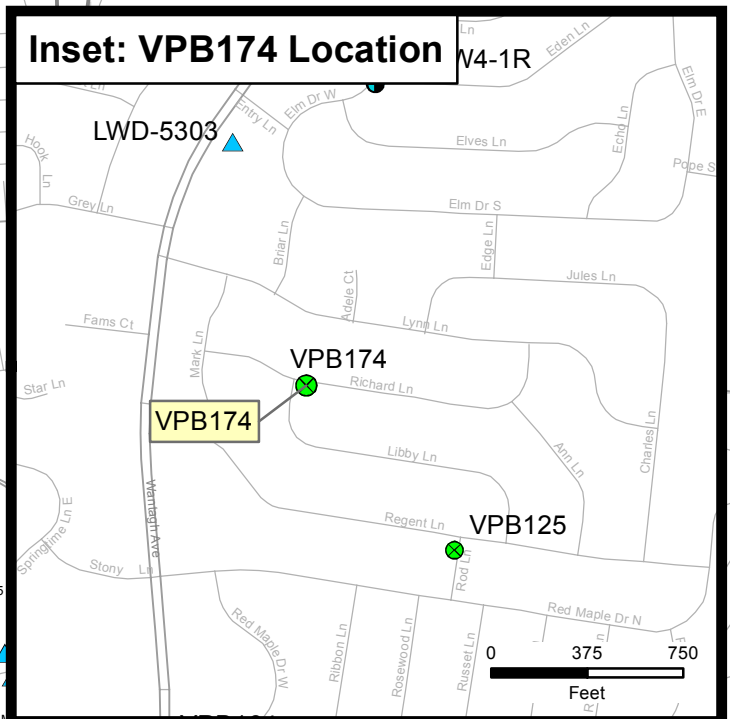 Inset: VPB174 Location
Ln
Eden Ln
W4-1R
Ln
Elm Dr W
Entry Ln
LWD-5303
Elves Ln
Echo Ln
Elm Dr E
Pope S
Hook Ln
Grey Ln
Elm Dr S
Briar Ln
Edge Ln
Adele Ct
Jules Ln
Fams Ct
Lynn Ln
Mark Ln
VPB174
Richard Ln
Star Ln
VPB174
Charles Ln
Libby Ln
Ann Ln
Wantagh Ave
Regent Ln
VPB125
Springtime Ln E
Stony Ln
Rod Ln
Red Maple Dr N
Red Maple Dr W
Ribbon Ln
Rosewood Ln
Russet Ln
0 375 750
Feet